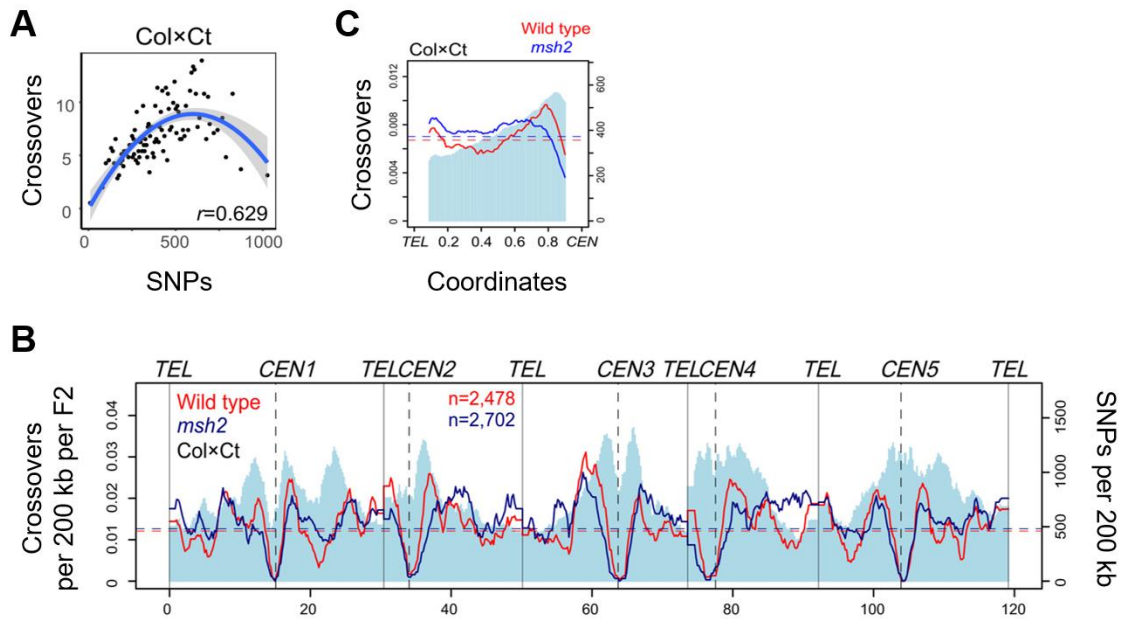 A
Col×Ct
Crossovers
10
5
0
r=0.629
0 500 1000
SNPs
C
Wild type
Col×Ct msh2
Crossovers
0.012
0.008
0.004
0
600
400
200
0
TEL 0.2 0.4 0.6 0.8 CEN
Coordinates
B
TEL CEN1 TELCEN2 TEL CEN3 TELCEN4 TEL CEN5 TEL
Crossovers
per 200 kb per F2
0.04
0.03
0.02
0.01
0
Wild type n=2,478
msh2 n=2,702
Col×Ct
1500
1000
500
0
SNPs per 200 kb
0 20 40 60 80 100 120